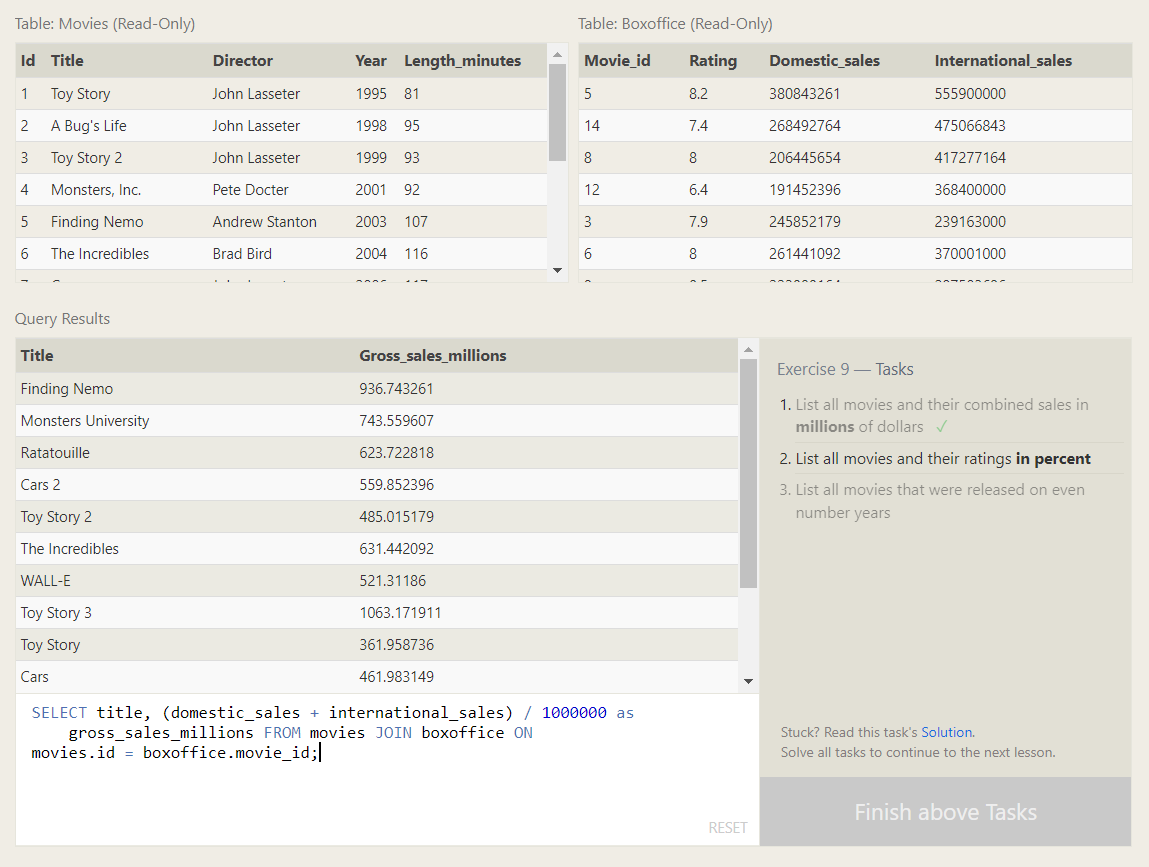 Table: Movies (Read-Only)
Id Title Director Year Length_minutes
1 Toy Story John Lasseter 1995 81
2 A Bug's Life John Lasseter 1998 95
3 Toy Story 2 John Lasseter 1999 93
4 Monsters, Inc. Pete Docter 2001 92
5 Finding Nemo Andrew Stanton 2003 107
6 The Incredibles Brad Bird 2004 116
Table: Boxoffice (Read-Only)
Movie_id Rating Domestic_sales International_sales
5 8.2 380843261 555900000
14 7.4 268492764 475066843
8 8 206445654 417277164
12 6.4 191452396 368400000
3 7.9 245852179 239163000
6 8 261441092 370001000
Query Results
Title Gross_sales_millions
Finding Nemo 936.743261
Monsters University 743.559607
Ratatouille 623.722818
Cars 2 559.852396
Toy Story 2 485.015179
The Incredibles 631.442092
WALL-E 521.31186
Toy Story 3 1063.171911
Toy Story 361.958736
Cars 461.983149
SELECT title, (domestic_sales + international_sales) / 1000000 as
gross_sales_millions FROM movies JOIN boxoffice ON
movies.id = boxoffice.movie_id;
RESET
Exercise 9 — Tasks
1. List all movies and their combined sales in
millions of dollars ✓
2. List all movies and their ratings in percent
3. List all movies that were released on even
number years
Stuck? Read this task's Solution.
Solve all tasks to continue to the next lesson.
Finish above Tasks